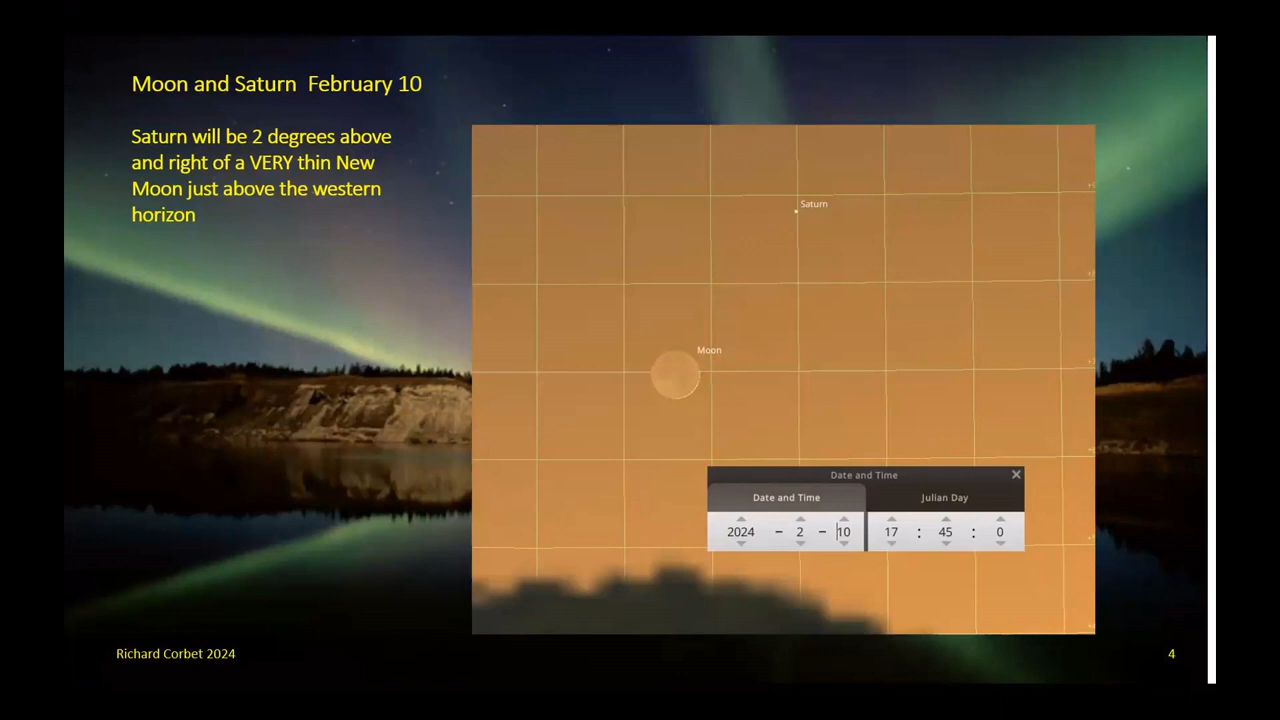 Moon and Saturn  February 10
Saturn will be 2 degrees above
and right of a VERY thin New
Moon just above the western
horizon
Saturn
Moon
Date and Time
Date and Time
Julian Day
2024 - 2 - 10 17 : 45 : 0
Richard Corbet 2024
4